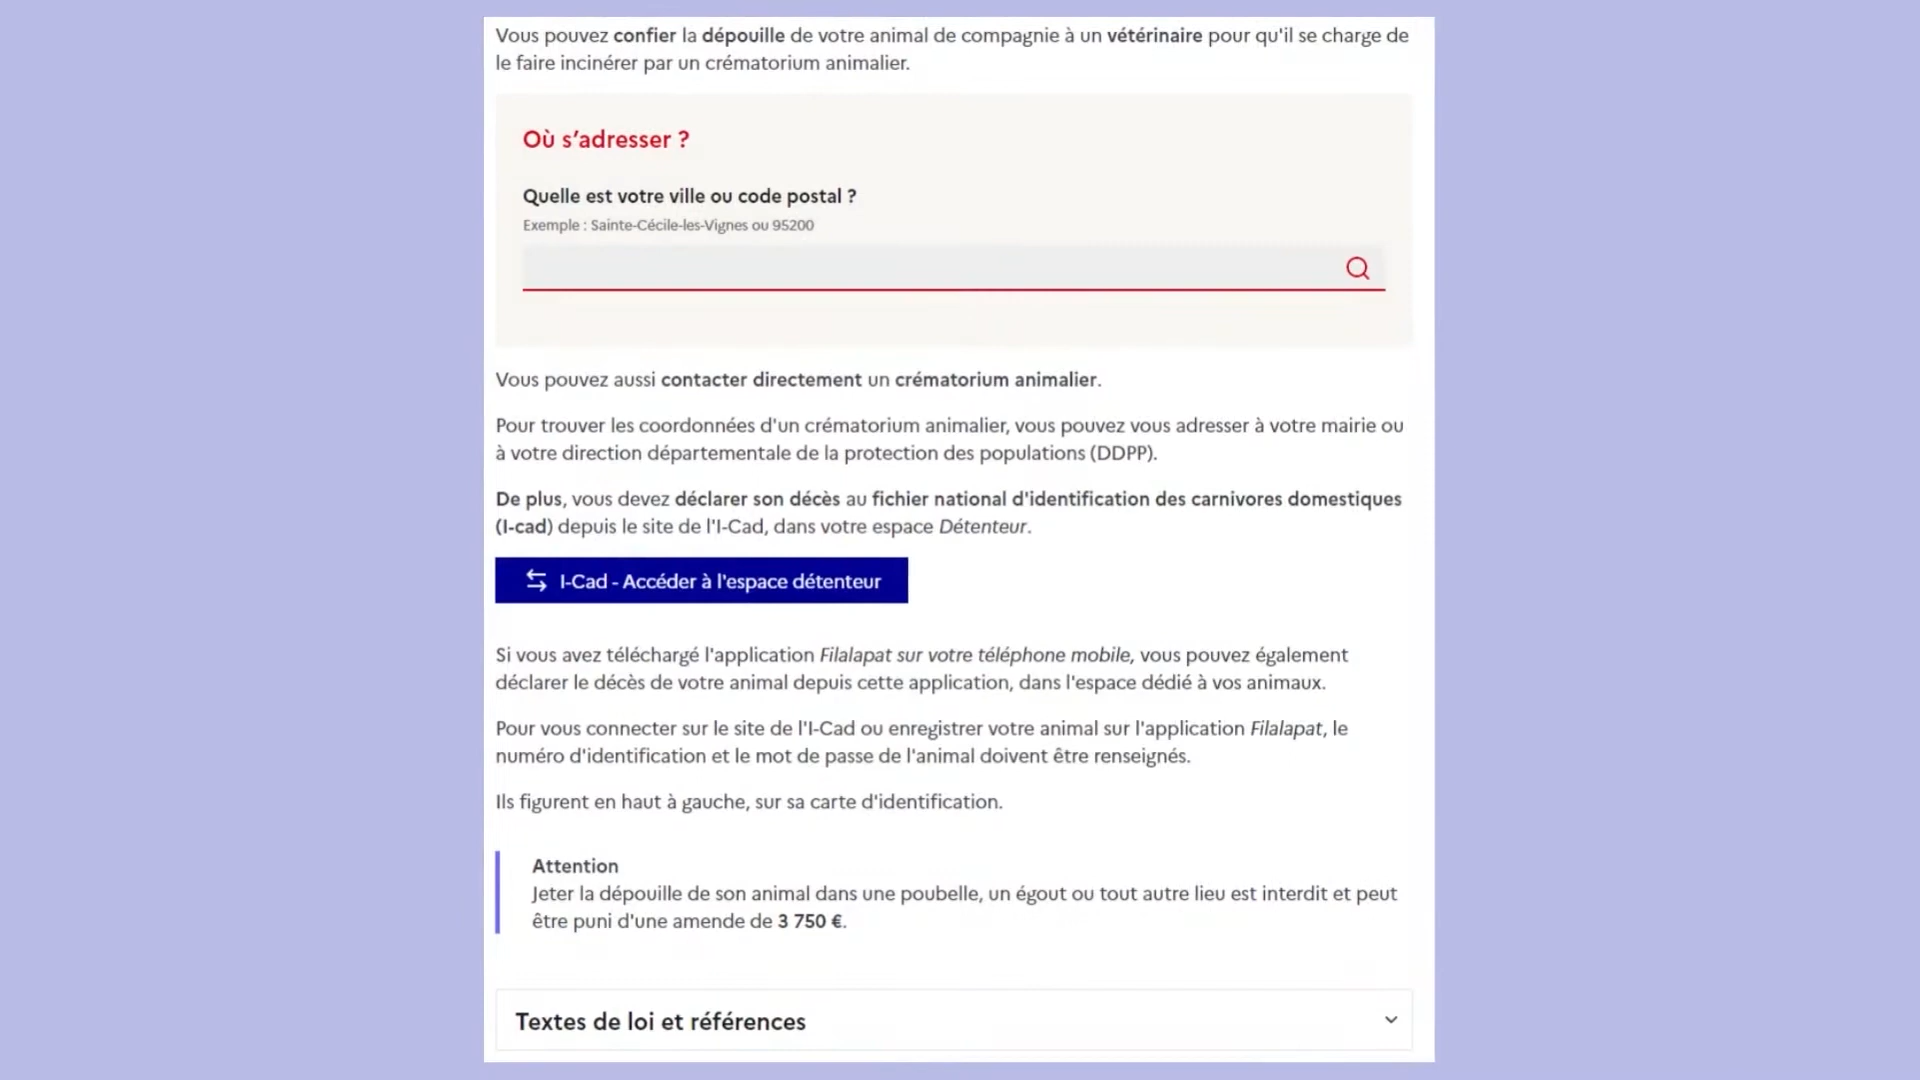 Vous pouvez confier la dépouille de votre animal de compagnie à un vétérinaire pour qu'il se charge de
le faire incinérer par un crématorium animalier.
Où s’adresser ?
Quelle est votre ville ou code postal ?
Exemple : Sainte-Cécile-les-Vignes ou 95200
Vous pouvez aussi contacter directement un crématorium animalier.
Pour trouver les coordonnées d'un crématorium animalier, vous pouvez vous adresser à votre mairie ou
à votre direction départementale de la protection des populations (DDPP).
De plus, vous devez déclarer son décès au fichier national d'identification des carnivores domestiques
(I-cad) depuis le site de l'I-Cad, dans votre espace Détenteur.
I-Cad - Accéder à l'espace détenteur
Si vous avez téléchargé l'application Filalapat sur votre téléphone mobile, vous pouvez également
déclarer le décès de votre animal depuis cette application, dans l'espace dédié à vos animaux.
Pour vous connecter sur le site de l'I-Cad ou enregistrer votre animal sur l'application Filalapat, le
numéro d'identification et le mot de passe de l'animal doivent être renseignés.
Ils figurent en haut à gauche, sur sa carte d'identification.
Attention
Jeter la dépouille de son animal dans une poubelle, un égout ou tout autre lieu est interdit et peut
être puni d'une amende de 3 750 €.
Textes de loi et références